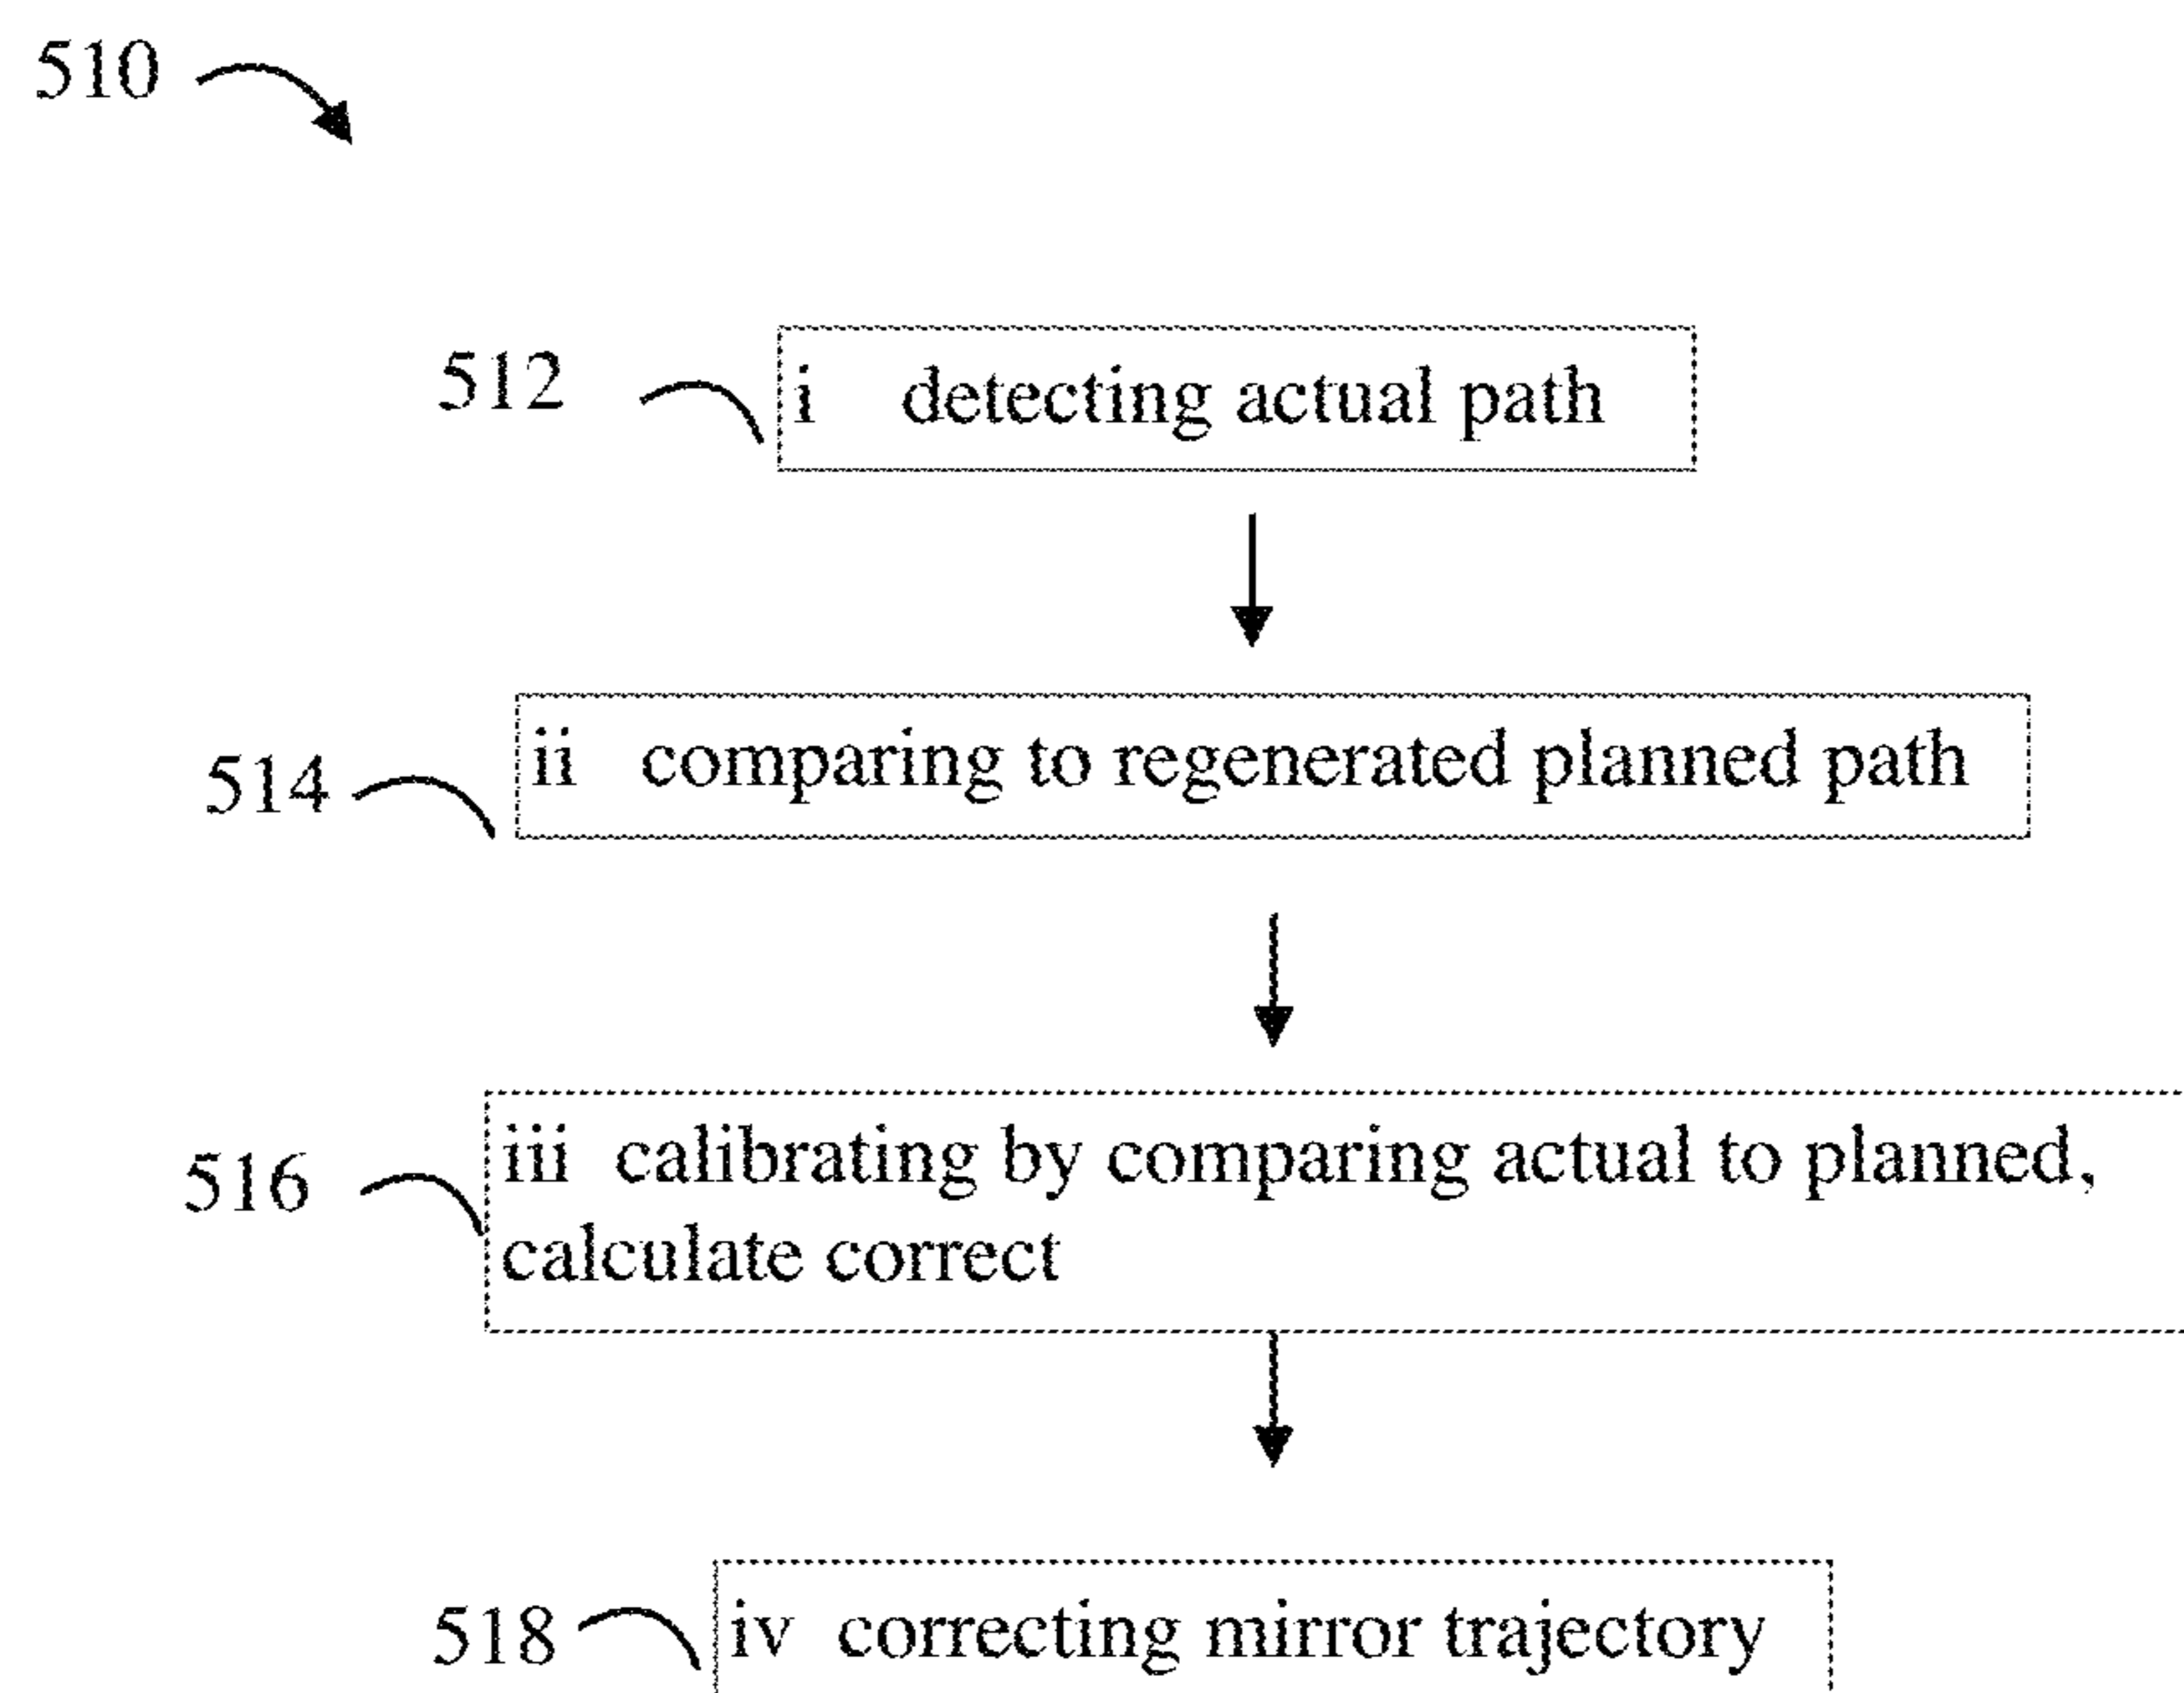 510
512
i detecting actual path
514
ii comparing to regenerated planned path
516
iii calibrating by comparing actual to planned,
calculate correct
518
iv correcting mirror trajectory